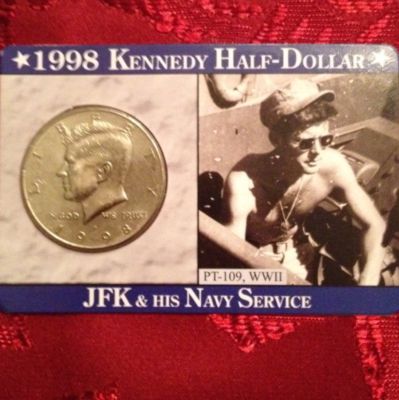 ★1998 KENNEDY HALF-DOLLAR★
LIBERTY
IN GOD WE TRUST
1998
PT-109, WWII
JFK & HIS NAVY SERVICE